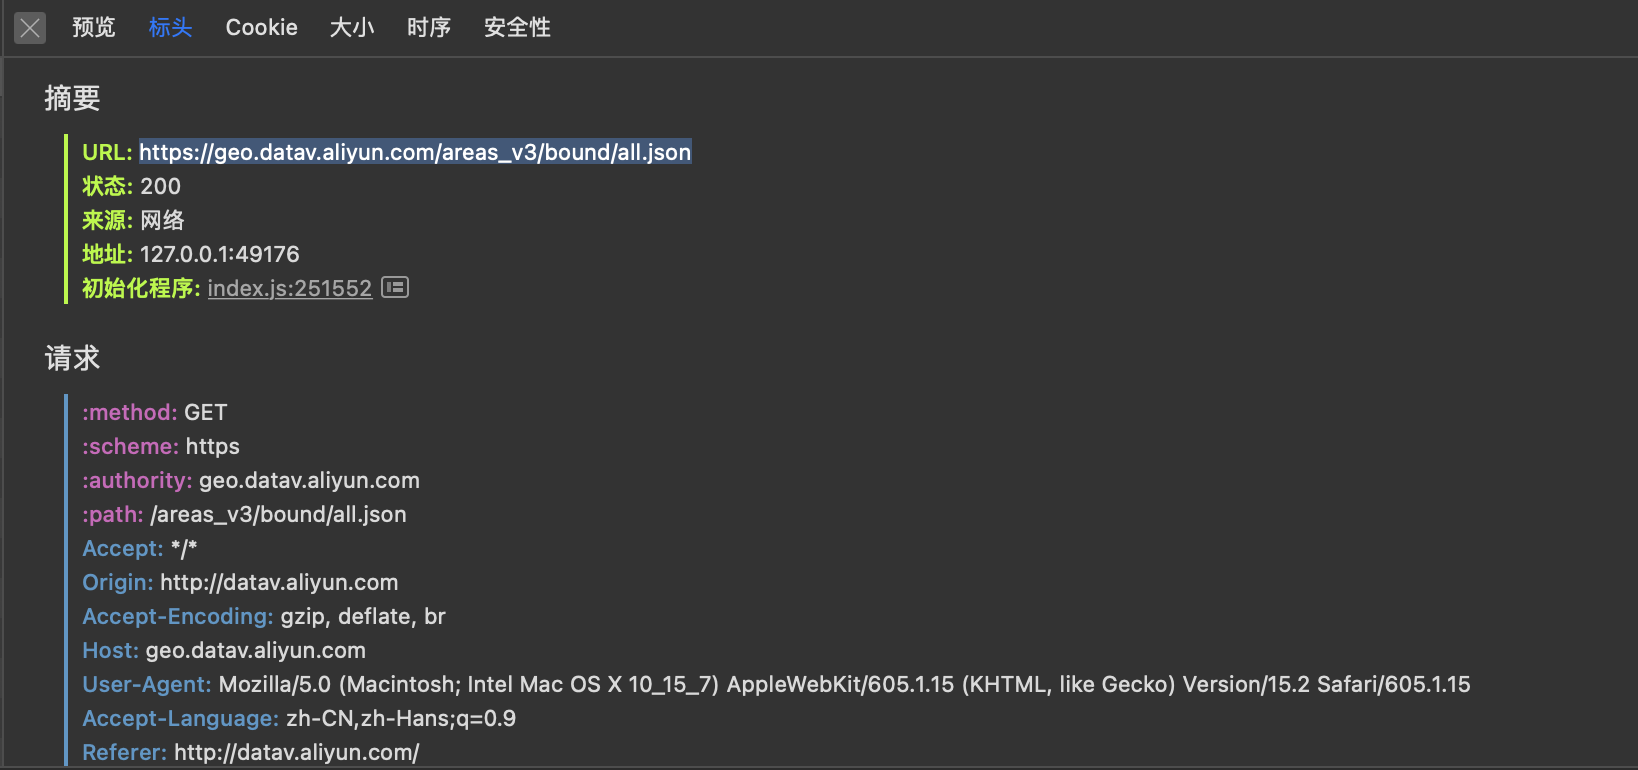 预览 标头 Cookie 大小 时序 安全性
摘要
URL: https://geo.datav.aliyun.com/areas_v3/bound/all.json
状态: 200
来源: 网络
地址: 127.0.0.1:49176
初始化程序: index.js:251552
请求
:method: GET
:scheme: https
:authority: geo.datav.aliyun.com
:path: /areas_v3/bound/all.json
Accept: */*
Origin: http://datav.aliyun.com
Accept-Encoding: gzip, deflate, br
Host: geo.datav.aliyun.com
User-Agent: Mozilla/5.0 (Macintosh; Intel Mac OS X 10_15_7) AppleWebKit/605.1.15 (KHTML, like Gecko) Version/15.2 Safari/605.1.15
Accept-Language: zh-CN,zh-Hans;q=0.9
Referer: http://datav.aliyun.com/